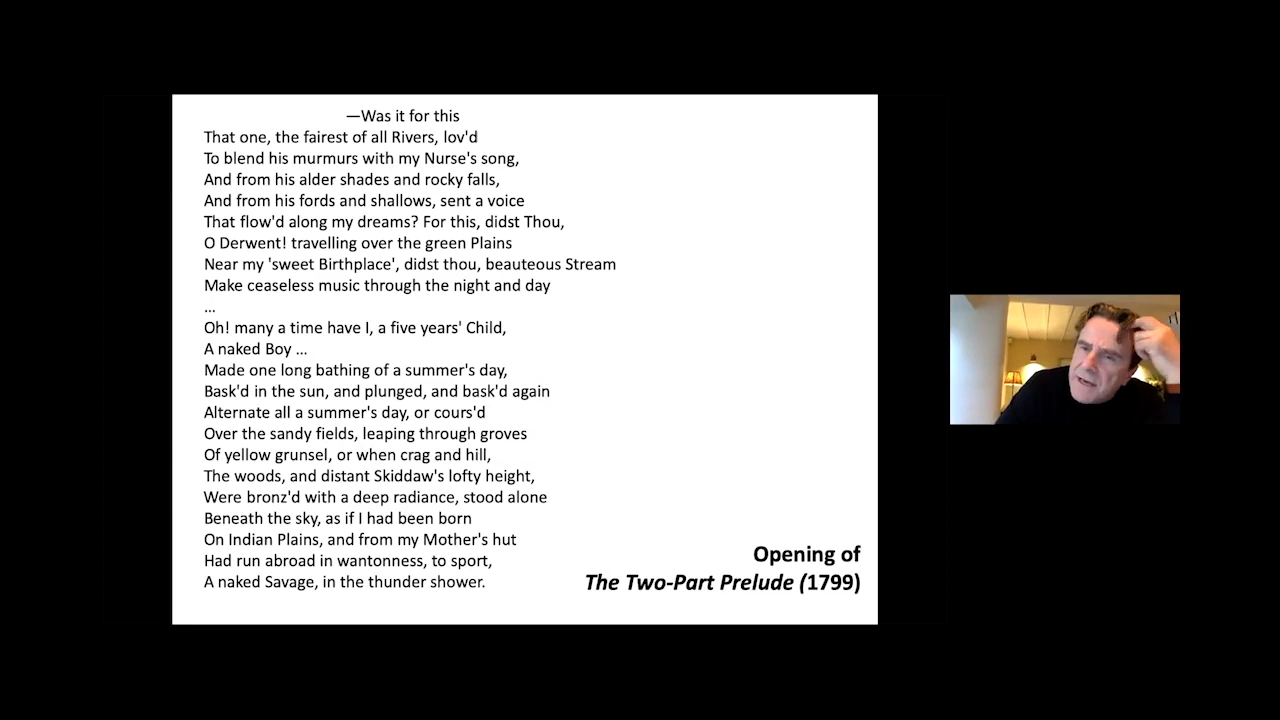 —Was it for this
That one, the fairest of all Rivers, lov'd
To blend his murmurs with my Nurse's song,
And from his alder shades and rocky falls,
And from his fords and shallows, sent a voice
That flow'd along my dreams? For this, didst Thou,
O Derwent! travelling over the green Plains
Near my 'sweet Birthplace', didst thou, beauteous Stream
Make ceaseless music through the night and day
...
Oh! many a time have I, a five years' Child,
A naked Boy ...
Made one long bathing of a summer's day,
Bask'd in the sun, and plunged, and bask'd again
Alternate all a summer's day, or cours'd
Over the sandy fields, leaping through groves
Of yellow grunsel, or when crag and hill,
The woods, and distant Skiddaw's lofty height,
Were bronz'd with a deep radiance, stood alone
Beneath the sky, as if I had been born
On Indian Plains, and from my Mother's hut
Had run abroad in wantonness, to sport,
A naked Savage, in the thunder shower.
Opening of
The Two-Part Prelude (1799)